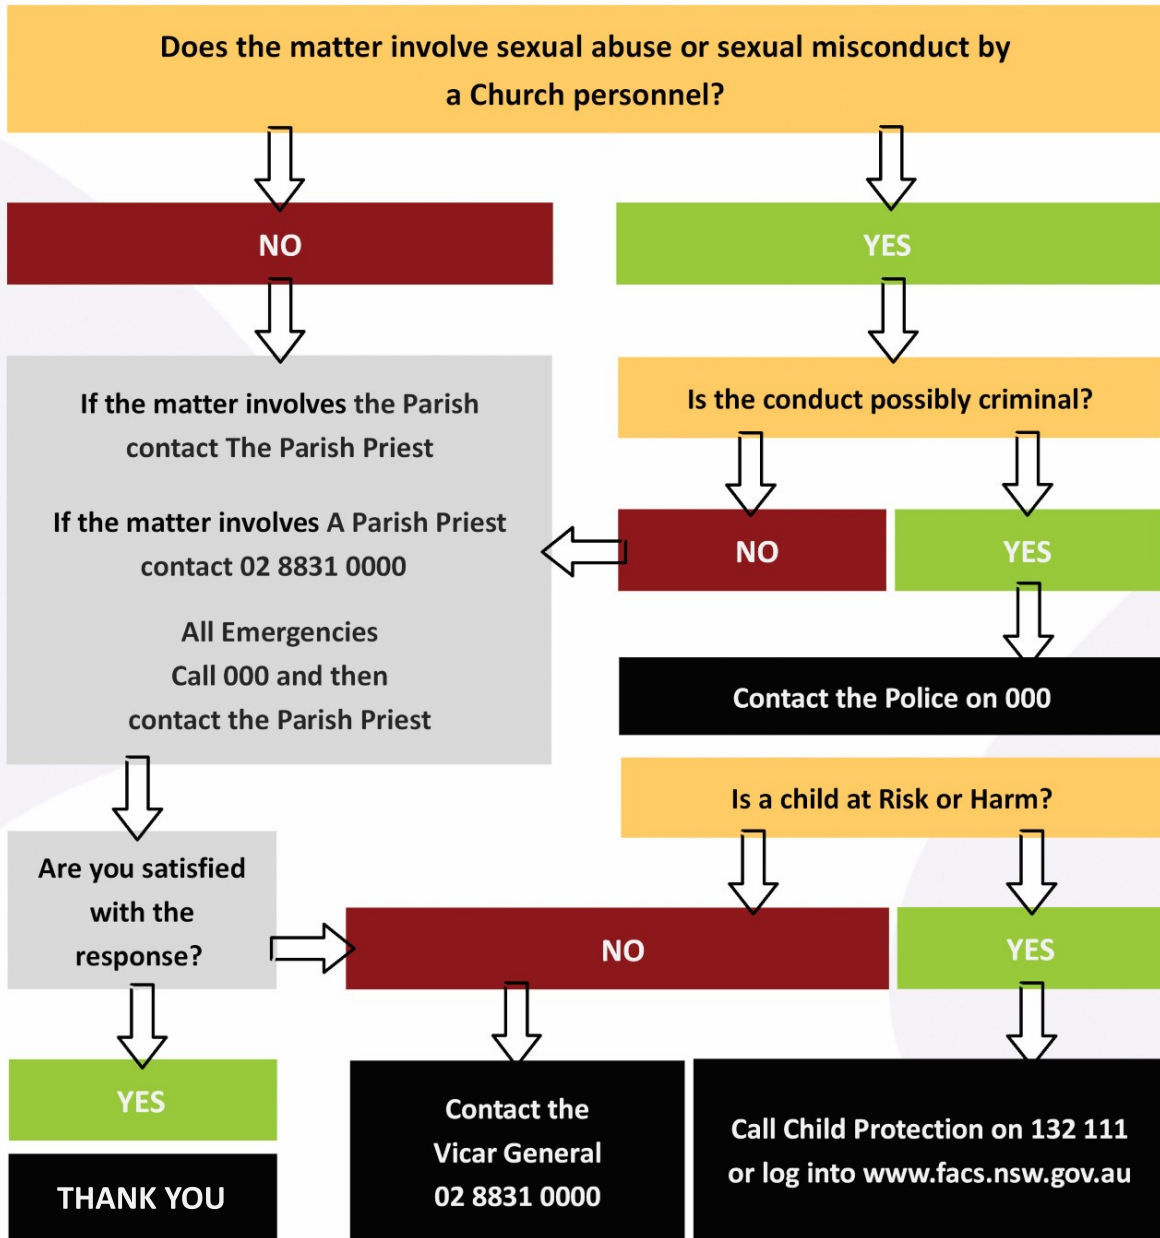 Does the matter involve sexual abuse or sexual misconduct by
a Church personnel?
NO
YES
If the matter involves the Parish
contact The Parish Priest
If the matter involves A Parish Priest
contact 02 8831 0000
All Emergencies
Call 000 and then
contact the Parish Priest
Is the conduct possibly criminal?
NO
YES
Contact the Police on 000
Is a child at Risk or Harm?
Are you satisfied
with the
response?
NO
YES
YES
THANK YOU
Contact the
Vicar General
02 8831 0000
Call Child Protection on 132 111
or log into www.facs.nsw.gov.au